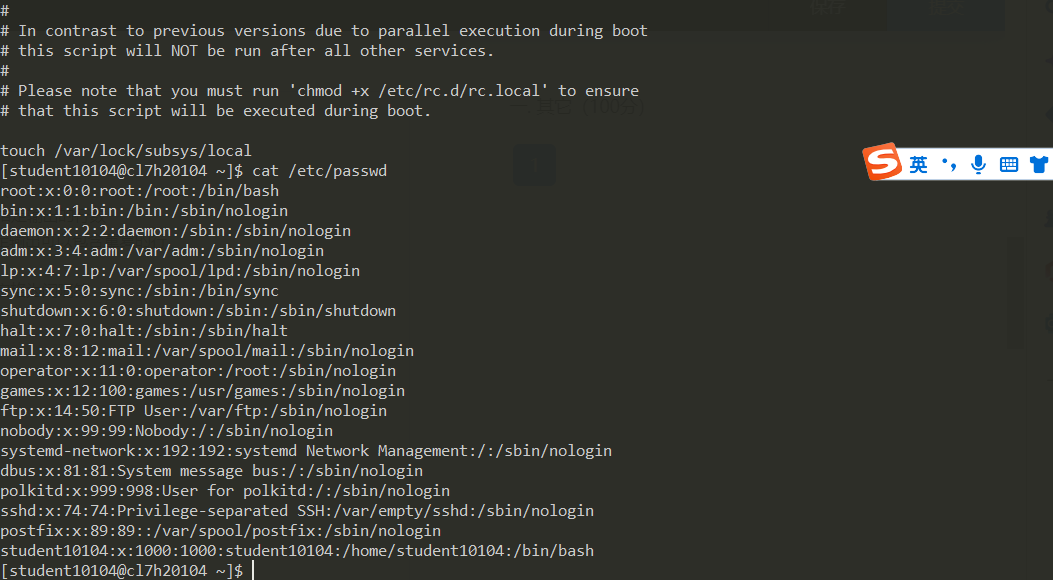 #
# In contrast to previous versions due to parallel execution during boot
# this script will NOT be run after all other services.
#
# Please note that you must run 'chmod +x /etc/rc.d/rc.local' to ensure
# that this script will be executed during boot.
touch /var/lock/subsys/local
[student10104@cl7h20104 ~]$ cat /etc/passwd
root:x:0:0:root:/root:/bin/bash
bin:x:1:1:bin:/bin:/sbin/nologin
daemon:x:2:2:daemon:/sbin:/sbin/nologin
adm:x:3:4:adm:/var/adm:/sbin/nologin
lp:x:4:7:lp:/var/spool/lpd:/sbin/nologin
sync:x:5:0:sync:/sbin:/bin/sync
shutdown:x:6:0:shutdown:/sbin:/sbin/shutdown
halt:x:7:0:halt:/sbin:/sbin/halt
mail:x:8:12:mail:/var/spool/mail:/sbin/nologin
operator:x:11:0:operator:/root:/sbin/nologin
games:x:12:100:games:/usr/games:/sbin/nologin
ftp:x:14:50:FTP User:/var/ftp:/sbin/nologin
nobody:x:99:99:Nobody:/:/sbin/nologin
systemd-network:x:192:192:systemd Network Management:/:/sbin/nologin
dbus:x:81:81:System message bus:/:/sbin/nologin
polkitd:x:999:998:User for polkitd:/:/sbin/nologin
sshd:x:74:74:Privilege-separated SSH:/var/empty/sshd:/sbin/nologin
postfix:x:89:89::/var/spool/postfix:/sbin/nologin
student10104:x:1000:1000:student10104:/home/student10104:/bin/bash
[student10104@cl7h20104 ~]$
S 英